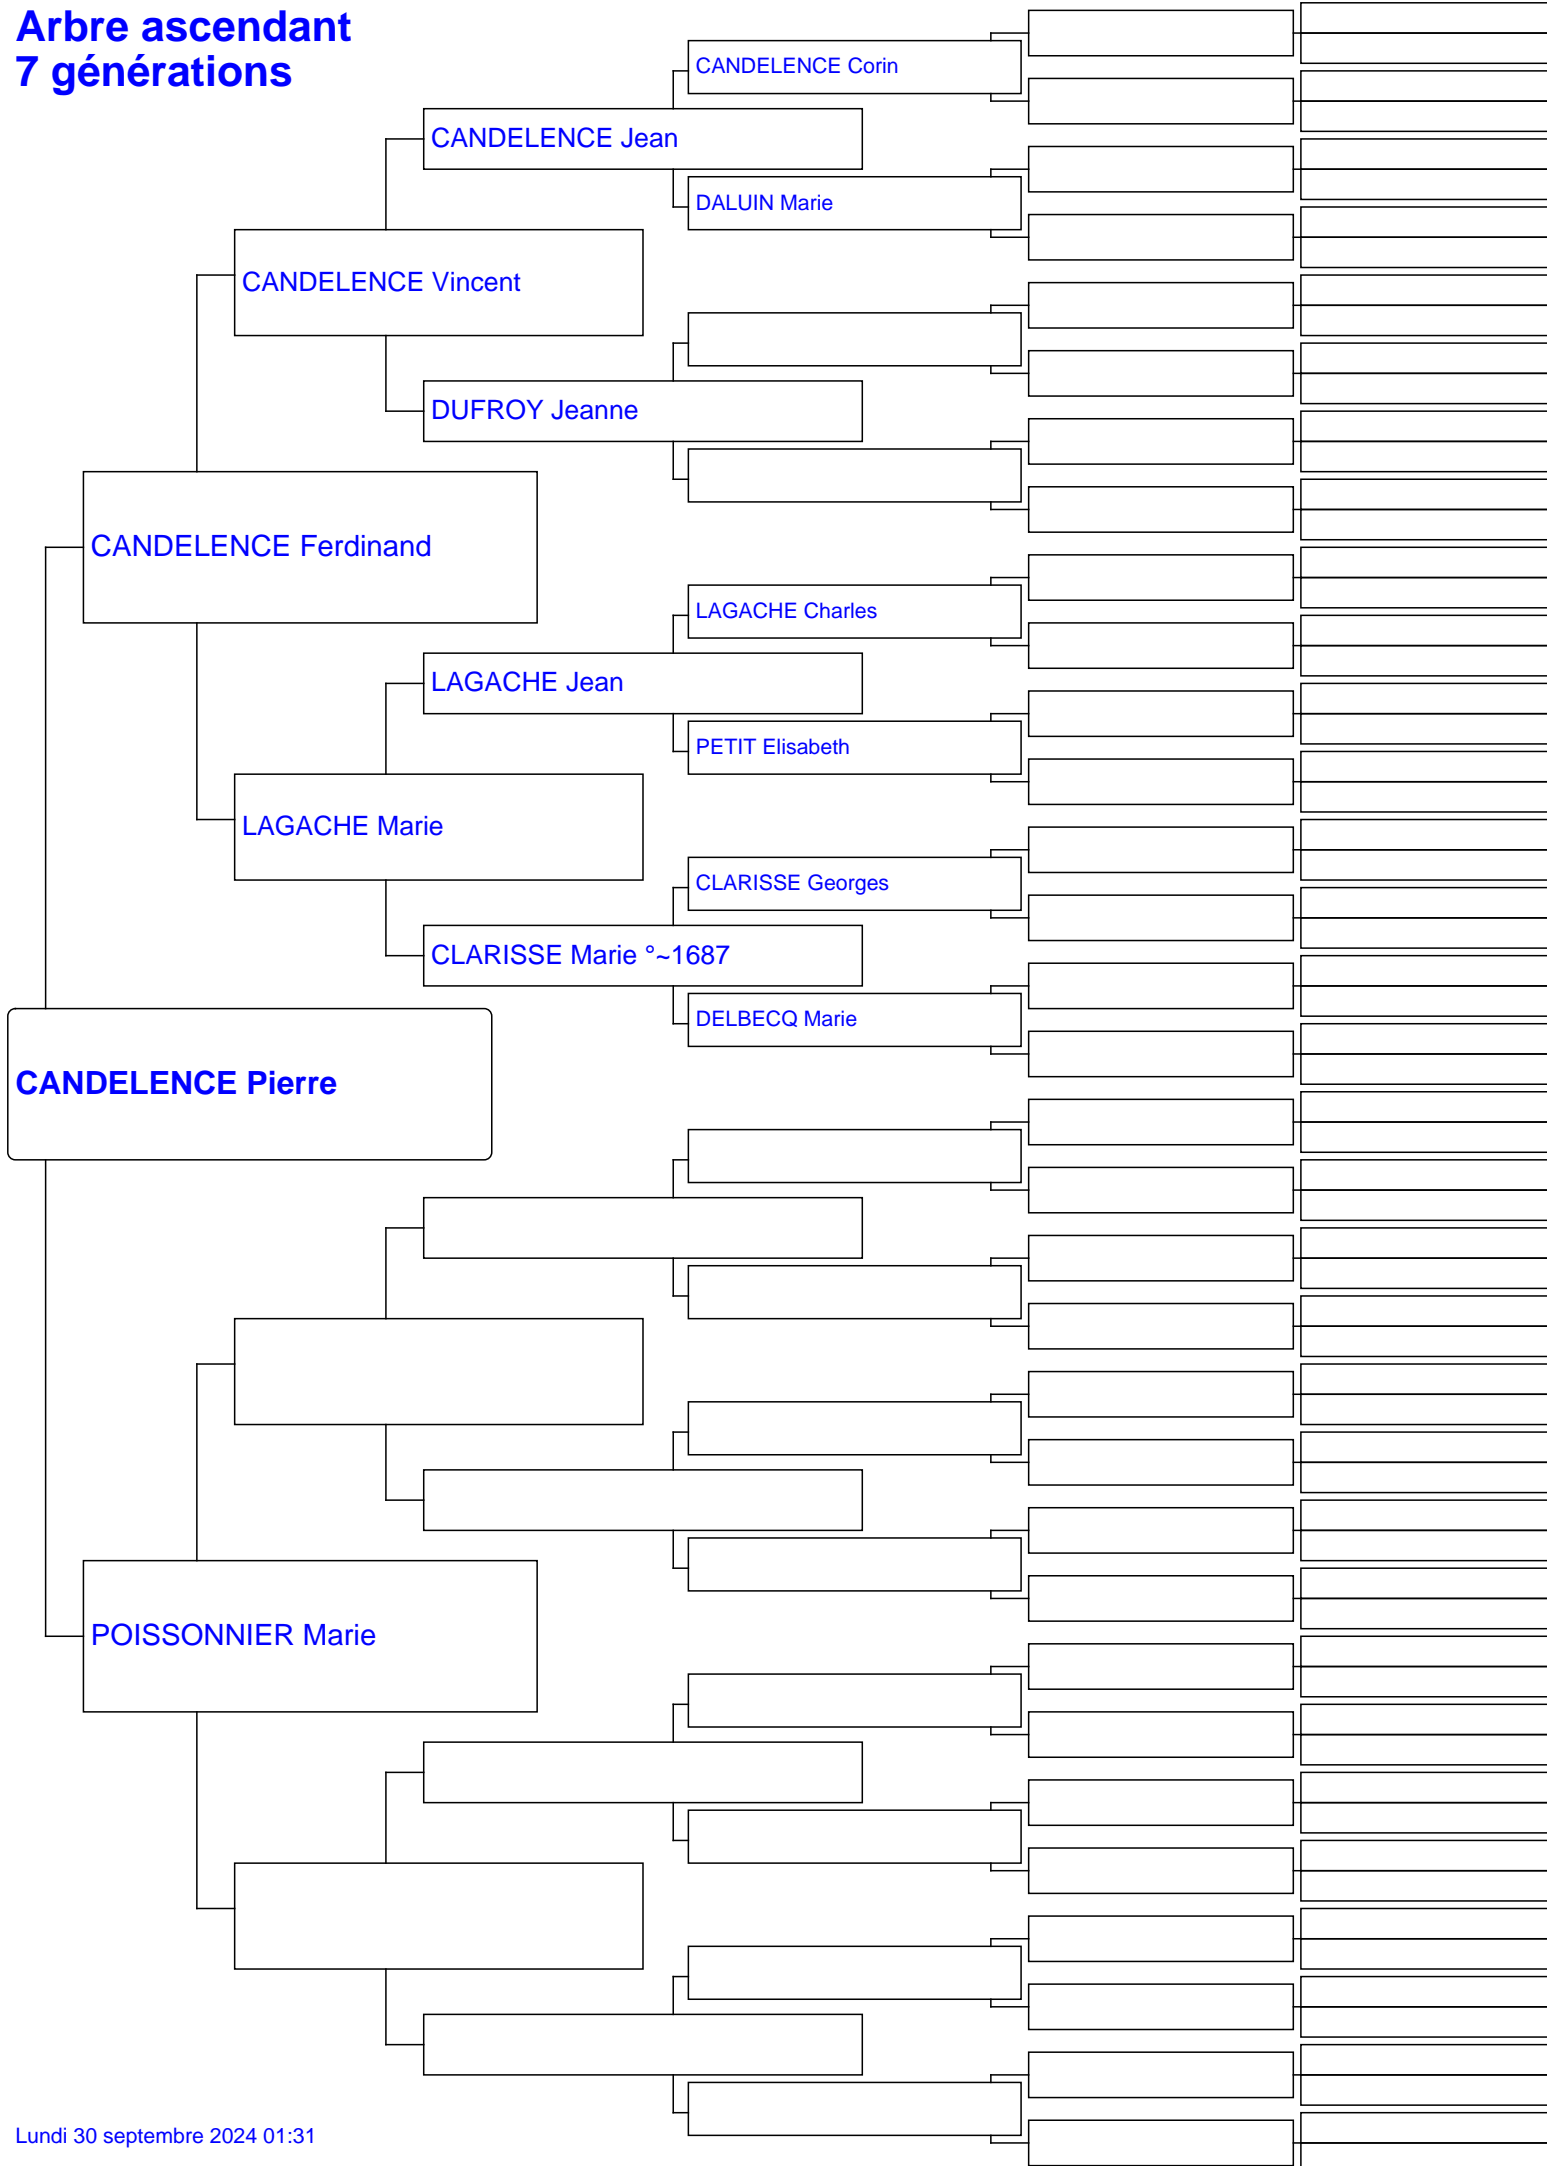 Arbre ascendant
7 générations
CANDELENCE Corin
CANDELENCE Jean
DALUIN Marie
CANDELENCE Vincent
DUFROY Jeanne
CANDELENCE Ferdinand
LAGACHE Charles
LAGACHE Jean
PETIT Elisabeth
LAGACHE Marie
CLARISSE Georges
CLARISSE Marie °~1687
DELBECQ Marie
CANDELENCE Pierre
POISSONNIER Marie
Lundi 30 septembre 2024 01:31